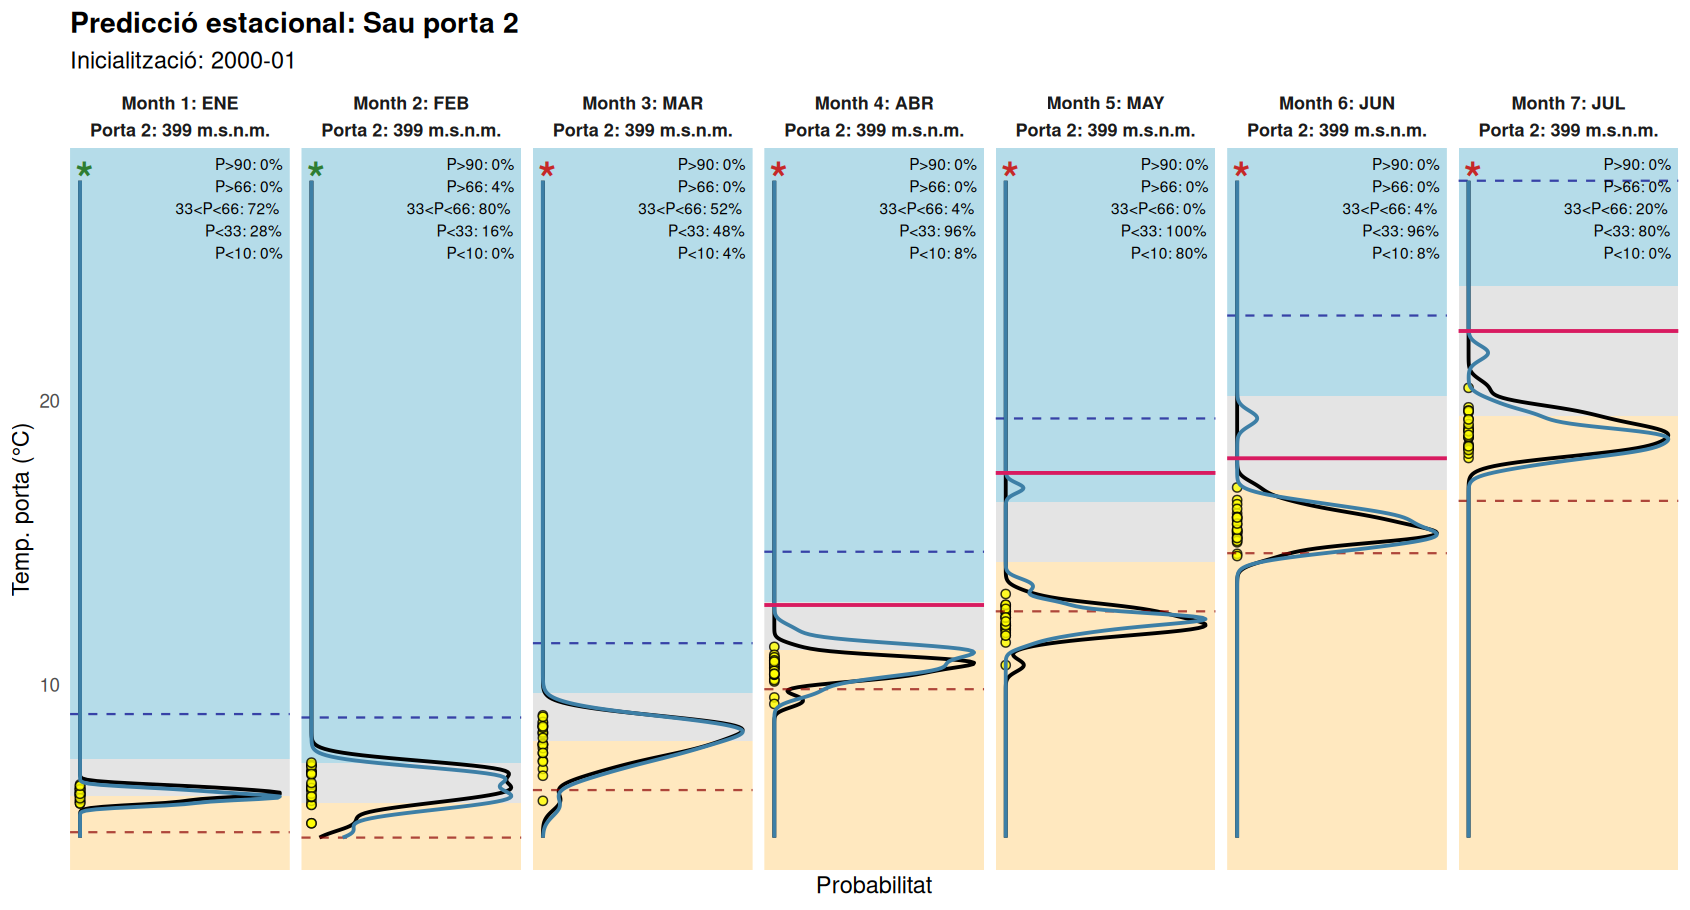 Predicció estacional: Sau porta 2
Inicialització: 2000-01
Month 1: ENE
Porta 2: 399 m.s.n.m.
Month 2: FEB
Porta 2: 399 m.s.n.m.
Month 3: MAR
Porta 2: 399 m.s.n.m.
Month 4: ABR
Porta 2: 399 m.s.n.m.
Month 5: MAY
Porta 2: 399 m.s.n.m.
Month 6: JUN
Porta 2: 399 m.s.n.m.
Month 7: JUL
Porta 2: 399 m.s.n.m.
*
P>90: 0%
P>66: 0%
33<P<66: 72%
P<33: 28%
P<10: 0%
*
P>90: 0%
P>66: 4%
33<P<66: 80%
P<33: 16%
P<10: 0%
*
P>90: 0%
P>66: 0%
33<P<66: 52%
P<33: 48%
P<10: 4%
*
P>90: 0%
P>66: 0%
33<P<66: 4%
P<33: 96%
P<10: 8%
*
P>90: 0%
P>66: 0%
33<P<66: 0%
P<33: 100%
P<10: 80%
*
P>90: 0%
P>66: 0%
33<P<66: 4%
P<33: 96%
P<10: 8%
*
P>90: 0%
P>66: 0%
33<P<66: 20%
P<33: 80%
P<10: 0%
20
10
Temp. porta (°C)
Probabilitat